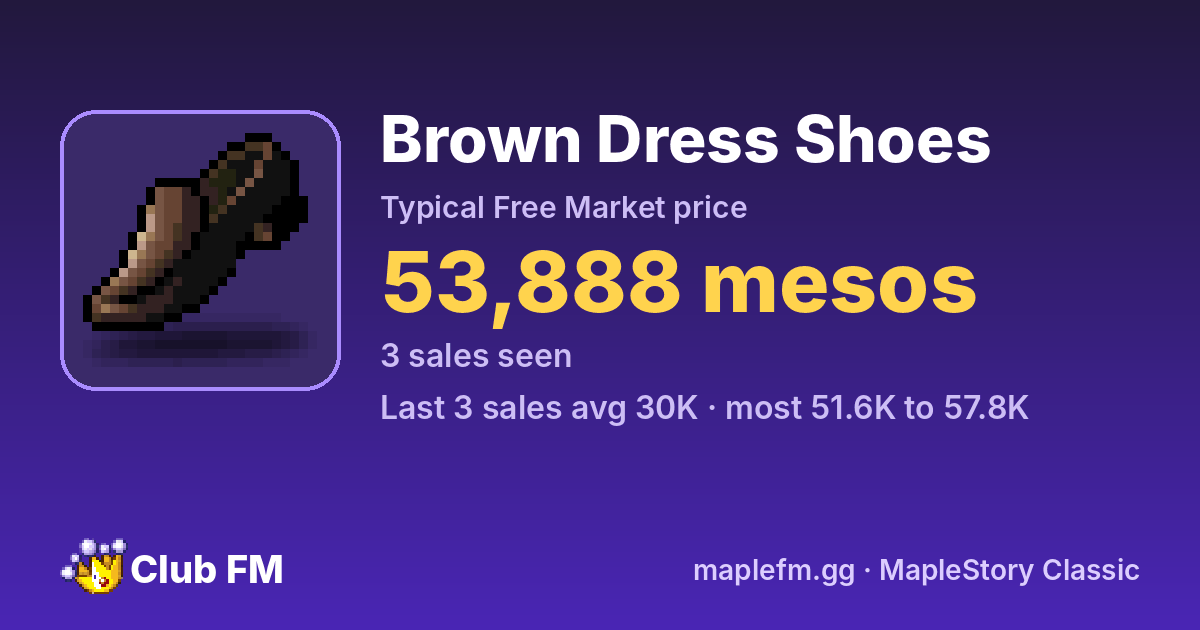 Brown Dress Shoes
Typical Free Market price
53,888 mesos
3 sales seen
Last 3 sales avg 30K · most 51.6K to 57.8K
Club FM
maplefm.gg · MapleStory Classic